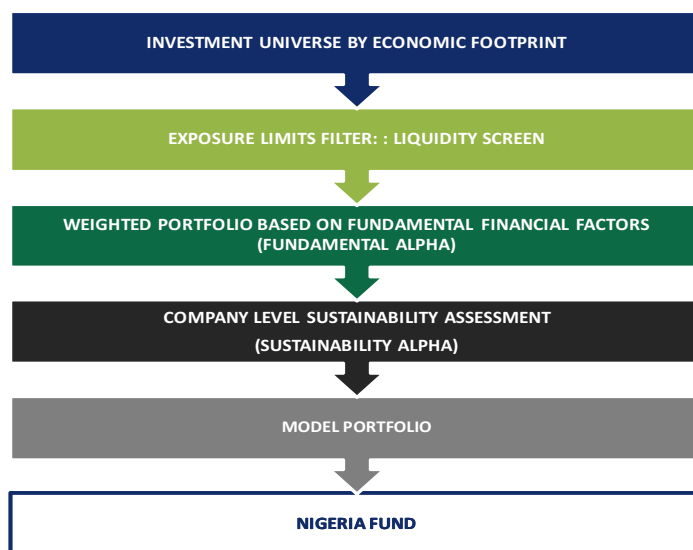 INVESTMENT UNIVERSE BY ECONOMIC FOOTPRINT
EXPOSURE LIMITS FILTER: : LIQUIDITY SCREEN
WEIGHTED PORTFOLIO BASED ON FUNDAMENTAL FINANCIAL FACTORS
(FUNDAMENTAL ALPHA)
COMPANY LEVEL SUSTAINABILITY ASSESSMENT
(SUSTAINABILITY ALPHA)
MODEL PORTFOLIO
NIGERIA FUND